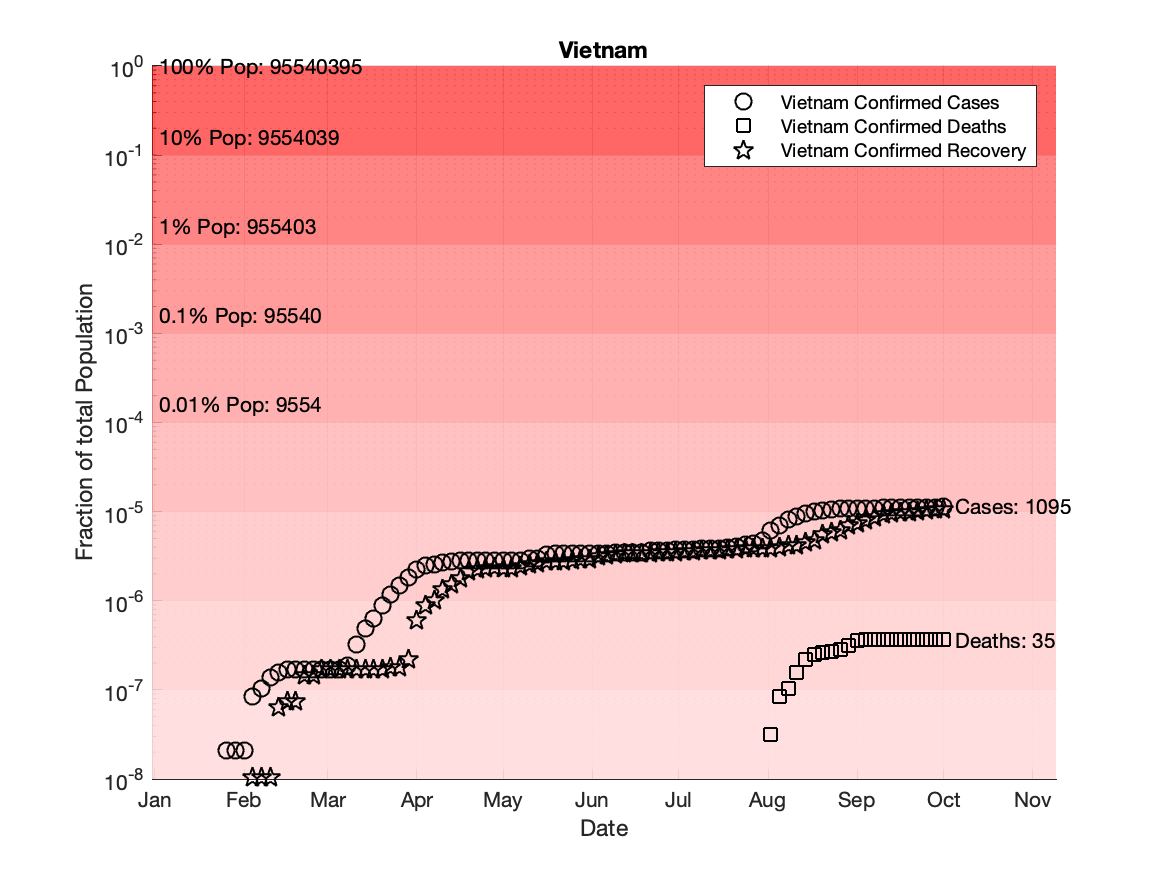 Vietnam
10^0
100% Pop: 95540395
Vietnam Confirmed Cases
Vietnam Confirmed Deaths
Vietnam Confirmed Recovery
10% Pop: 9554039
10^-1
1% Pop: 955403
10^-2
0.1% Pop: 95540
10^-3
0.01% Pop: 9554
10^-4
Fraction of total Population
10^-5
Cases: 1095
10^-6
Deaths: 35
10^-7
10^-8
Jan Feb Mar Apr May Jun Jul Aug Sep Oct Nov
Date